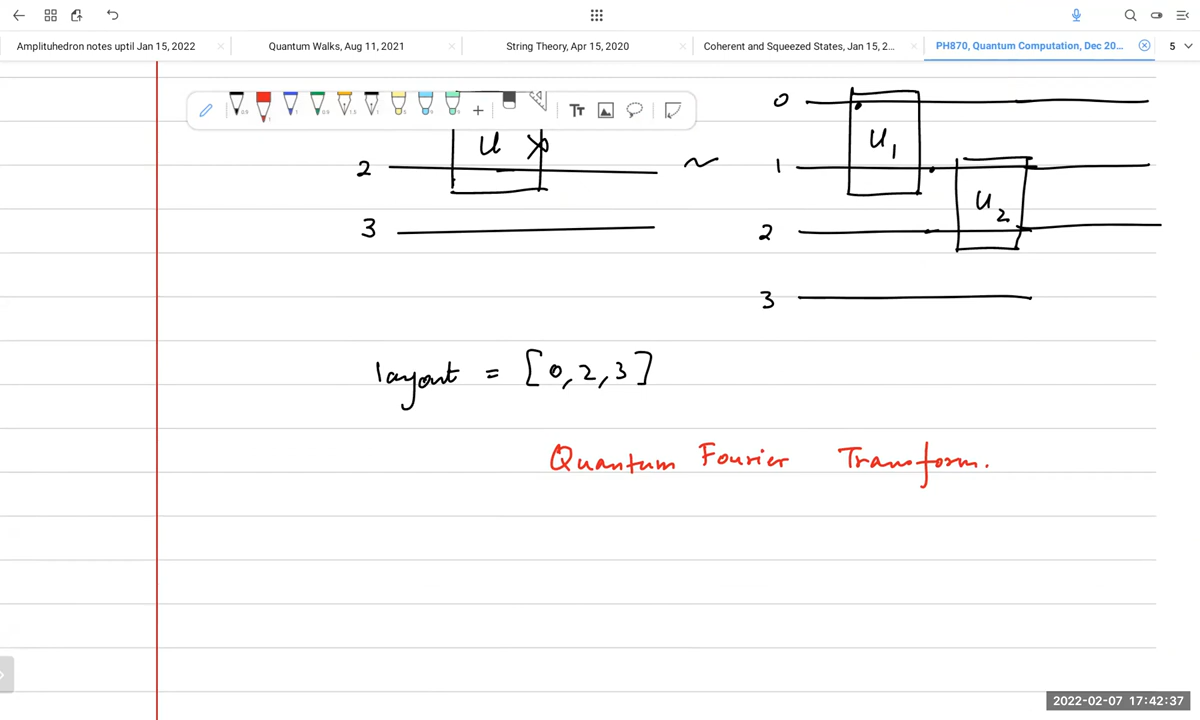 Amplituhedron notes uptil Jan 15, 2022
Quantum Walks, Aug 11, 2021
String Theory, Apr 15, 2020
Coherent and Squeezed States, Jan 15, 2...
PH870, Quantum Computation, Dec 20...
5
Tт
0
U
U₁
2
~
1
U₂
3
2
3
layout = [0,2,3]
Quantum Fourier Transform.
2022-02-07 17:42:37